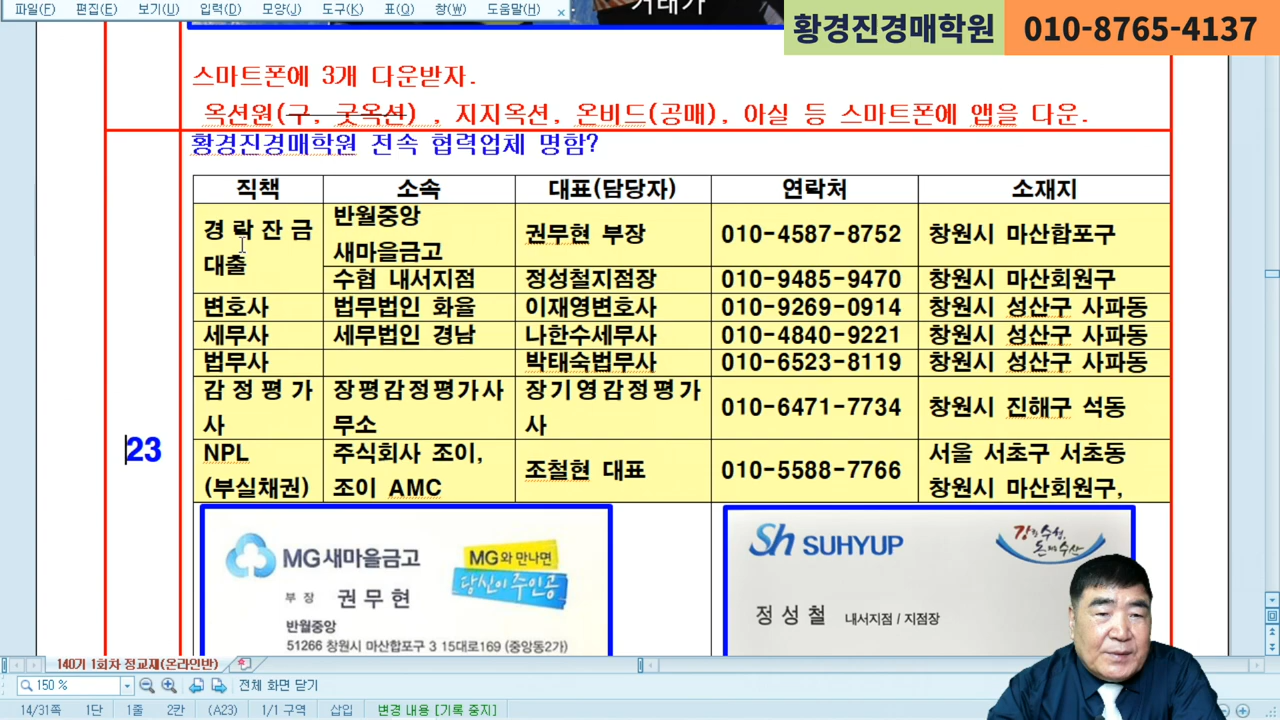 파일(F) 편집(E) 보기(U) 입력(D) 모양(J) 도구(K) 표(Q) 창(W) 도움말(H)
거래가
황경진경매학원 010-8765-4137
스마트폰에 3개 다운받자.
옥션원(구, 굿옥션) , 지지옥션, 온비드(공매), 아실 등 스마트폰에 앱을 다운.
황경진경매학원 전속 협력업체 명함?
직책 소속 대표(담당자) 연락처 소재지
경락잔금 대출 반월중앙 새마을금고 권무현 부장 010-4587-8752 창원시 마산합포구
수협 내서지점 정성철지점장 010-9485-9470 창원시 마산회원구
변호사 법무법인 화율 이재영변호사 010-9269-0914 창원시 성산구 사파동
세무사 세무법인 경남 나한수세무사 010-4840-9221 창원시 성산구 사파동
법무사 박태숙법무사 010-6523-8119 창원시 성산구 사파동
감정평가사 장평감정평가사무소 장기영감정평가사 010-6471-7734 창원시 진해구 석동
23
NPL (부실채권) 주식회사 조이, 조이 AMC 조철현 대표 010-5588-7766 서울 서초구 서초동 창원시 마산회원구,
MG새마을금고
MG와 만나면
당신이 주인공
부장 권무현
반월중앙
51266 창원시 마산합포구 3 15대로169 (중앙동2가)
Sh SUHYUP
강한 수협,
돈되는 수산
정성철 내서지점 / 지점장
140기 1회차 정교재(온라인반)
150 % 전체 화면 닫기
14/31쪽 1단 1줄 2칸 (A23) 1/1 구역 삽입 변경 내용 [기록 중지]